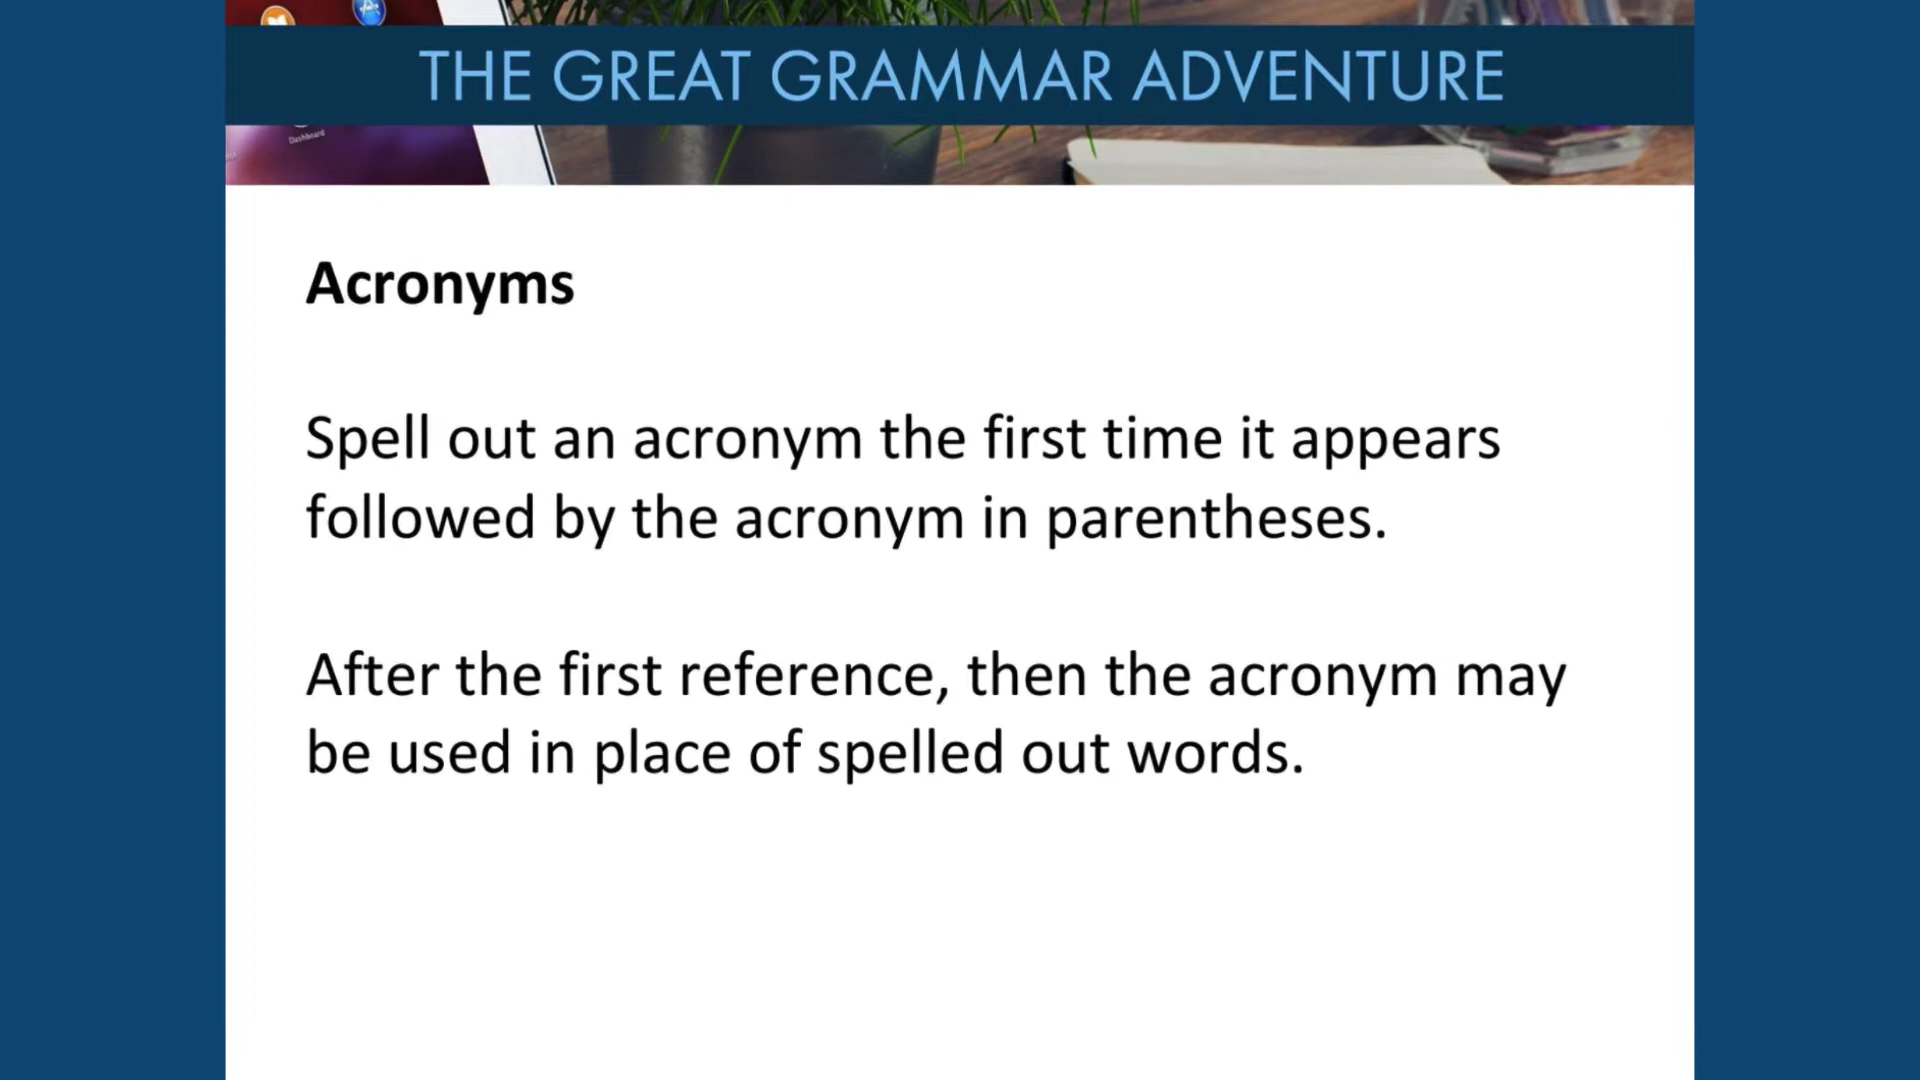 Dashboard
THE GREAT GRAMMAR ADVENTURE
Acronyms
Spell out an acronym the first time it appears
followed by the acronym in parentheses.
After the first reference, then the acronym may
be used in place of spelled out words.